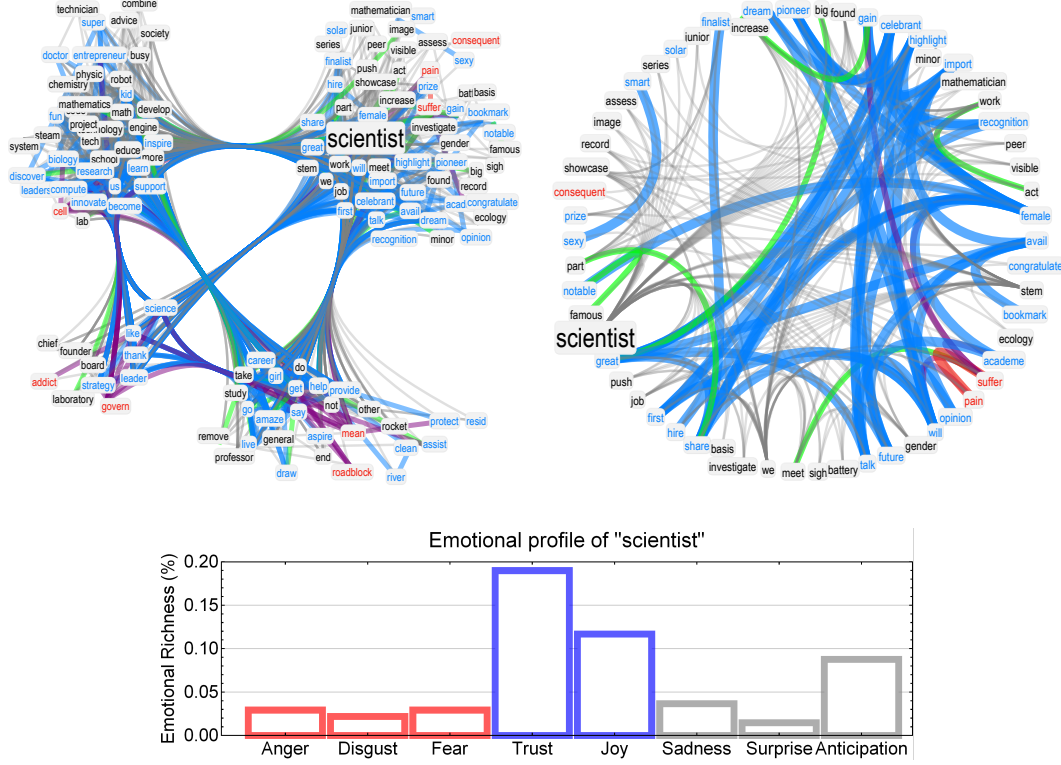 technician
combine
super
advice
society
doctor
entrepreneur
busy
physic
robot
chemistry
kid
mathematics
develop
fun
project
math
steam
tech
engine
system
inspire
school
educe
more
biology
research
learn
discover
leaders
compute
us
support
innovate
become
cell
lab
mathematician
smart
solar
junior
image
series
peer
visible
assess
consequent
finalist
push
act
pain
sexy
hire
showcase
prize
part
increase
suffer
basis
share
female
gain
bookmark
scientist
investigate
notable
great
gender
famous
stem
work
will
meet
highlight
pioneer
sigh
we
import
found
big
job
future
record
celebrant
congratulate
first
avail
talk
dream
ecology
recognition
minor
opinion
science
like
chief
founder
thank
board
addict
strategy
leader
laboratory
govern
career
do
take
girl
study
get
help
provide
go
not
other
amaze
say
protect
resid
remove
general
aspire
mean
rocket
live
clean
assist
professor
end
draw
roadblock
river
dream
pioneer
big
found
gain
finalist
increase
celebrant
junior
highlight
solar
minor
series
import
smart
mathematician
assess
work
image
recognition
record
peer
showcase
visible
consequent
act
prize
female
sexy
avail
part
congratulate
notable
stem
famous
bookmark
scientist
ecology
great
academe
push
suffer
job
pain
first
opinion
hire
will
share
basis
gender
investigate
we
meet
sigh
battery
talk
future
Emotional profile of "scientist"
Emotional Richness (%)
0.20
0.15
0.10
0.05
0.00
Anger Disgust Fear Trust Joy Sadness Surprise Anticipation